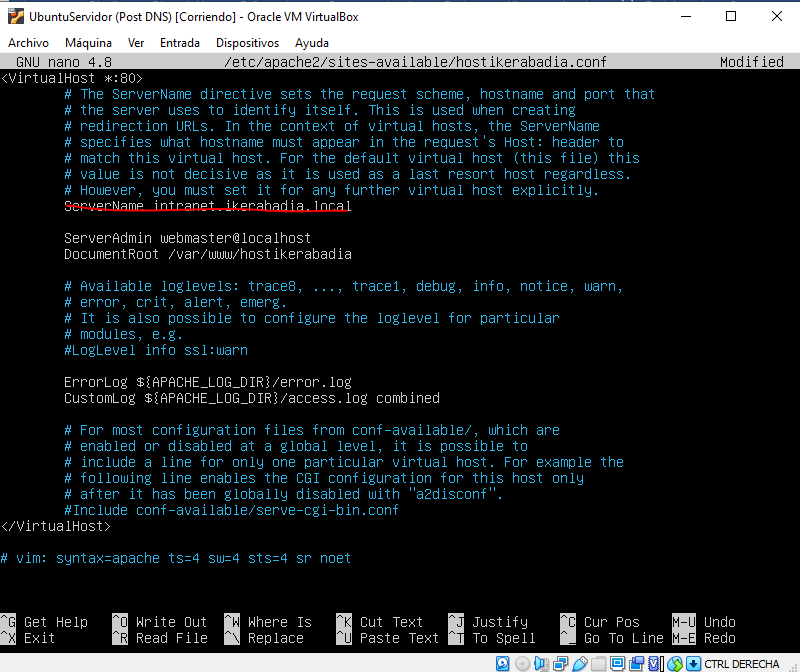 UbuntuServidor (Post DNS) [Corriendo] - Oracle VM VirtualBox
Archivo Máquina Ver Entrada Dispositivos Ayuda
GNU nano 4.8 /etc/apache2/sites-available/hostikerabadia.conf Modified
<VirtualHost *:80>
# The ServerName directive sets the request scheme, hostname and port that
# the server uses to identify itself. This is used when creating
# redirection URLs. In the context of virtual hosts, the ServerName
# specifies what hostname must appear in the request's Host: header to
# match this virtual host. For the default virtual host (this file) this
# value is not decisive as it is used as a last resort host regardless.
# However, you must set it for any further virtual host explicitly.
ServerName intranet.ikerabadia.local
ServerAdmin webmaster@localhost
DocumentRoot /var/www/hostikerabadia
# Available loglevels: trace8, ..., trace1, debug, info, notice, warn,
# error, crit, alert, emerg.
# It is also possible to configure the loglevel for particular
# modules, e.g.
#LogLevel info ssl:warn
ErrorLog ${APACHE_LOG_DIR}/error.log
CustomLog ${APACHE_LOG_DIR}/access.log combined
# For most configuration files from conf-available/, which are
# enabled or disabled at a global level, it is possible to
# include a line for only one particular virtual host. For example the
# following line enables the CGI configuration for this host only
# after it has been globally disabled with "a2disconf".
#Include conf-available/serve-cgi-bin.conf
</VirtualHost>
# vim: syntax=apache ts=4 sw=4 sts=4 sr noet
^G Get Help ^O Write Out ^W Where Is ^K Cut Text ^J Justify ^C Cur Pos M-U Undo
^X Exit ^R Read File ^\ Replace ^U Paste Text ^T To Spell ^_ Go To Line M-E Redo
CTRL DERECHA